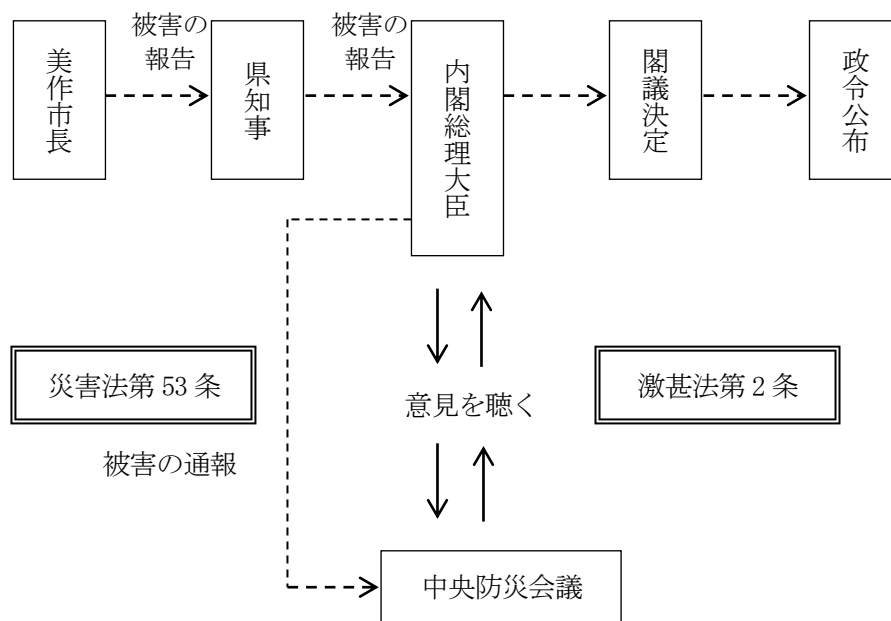 被害の
報告
被害の
報告
美作市長
県知事
内閣総理大臣
閣議決定
政令公布
災害法第 53 条
激甚法第 2 条
意見を聴く
被害の通報
中央防災会議